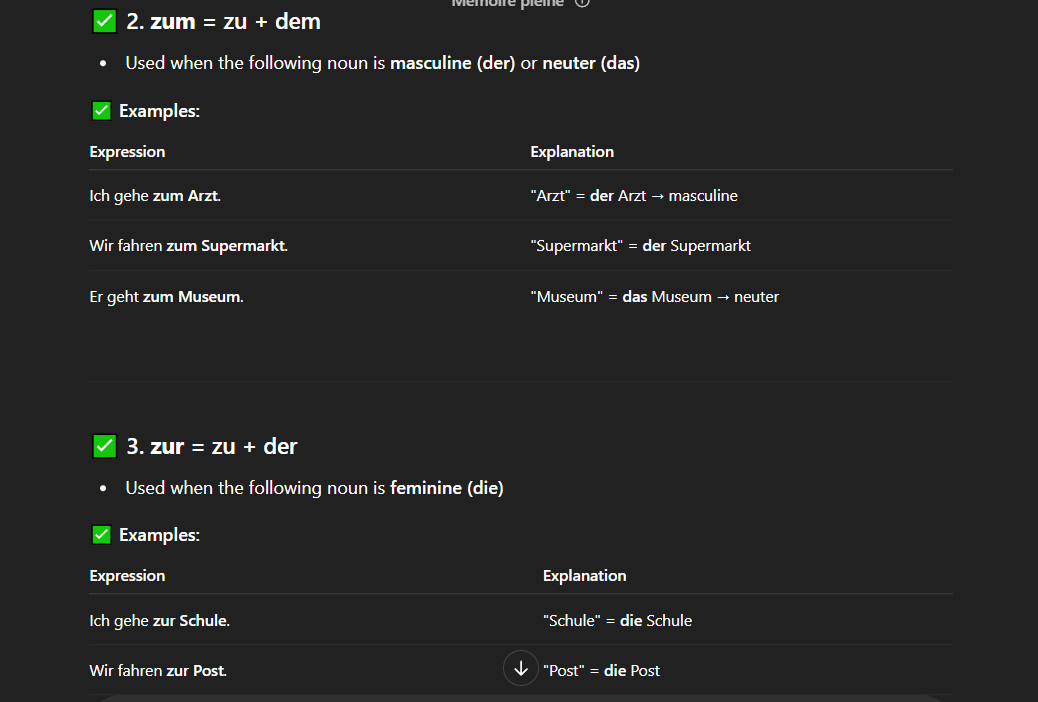 Mémoire pleine
2. zum = zu + dem
Used when the following noun is masculine (der) or neuter (das)
Examples:
Expression Explanation
Ich gehe zum Arzt. "Arzt" = der Arzt → masculine
Wir fahren zum Supermarkt. "Supermarkt" = der Supermarkt
Er geht zum Museum. "Museum" = das Museum → neuter
3. zur = zu + der
Used when the following noun is feminine (die)
Examples:
Expression Explanation
Ich gehe zur Schule. "Schule" = die Schule
Wir fahren zur Post. "Post" = die Post